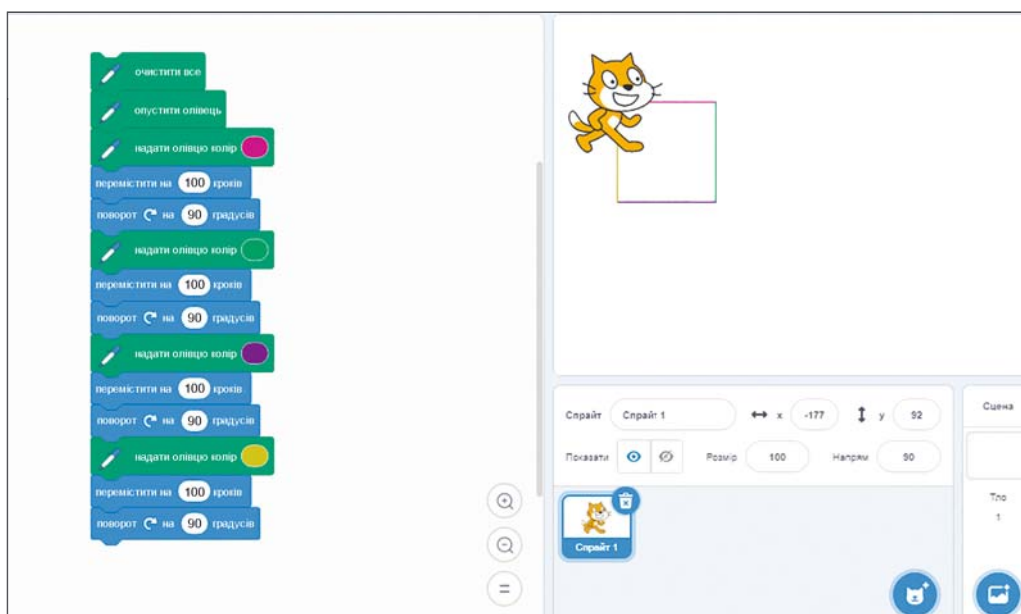 очистити все
опустити олівець
надати олівцю колір
перемістити на 100 кроків
поворот на 90 градусів
надати олівцю колір
перемістити на 100 кроків
поворот на 90 градусів
надати олівцю колір
перемістити на 100 кроків
поворот на 90 градусів
надати олівцю колір
перемістити на 100 кроків
поворот на 90 градусів
Спрайт Спрайт 1 x -177 y 92
Показати Розмір 100 Напрям 90
Спрайт 1
Сцена
Тло
1